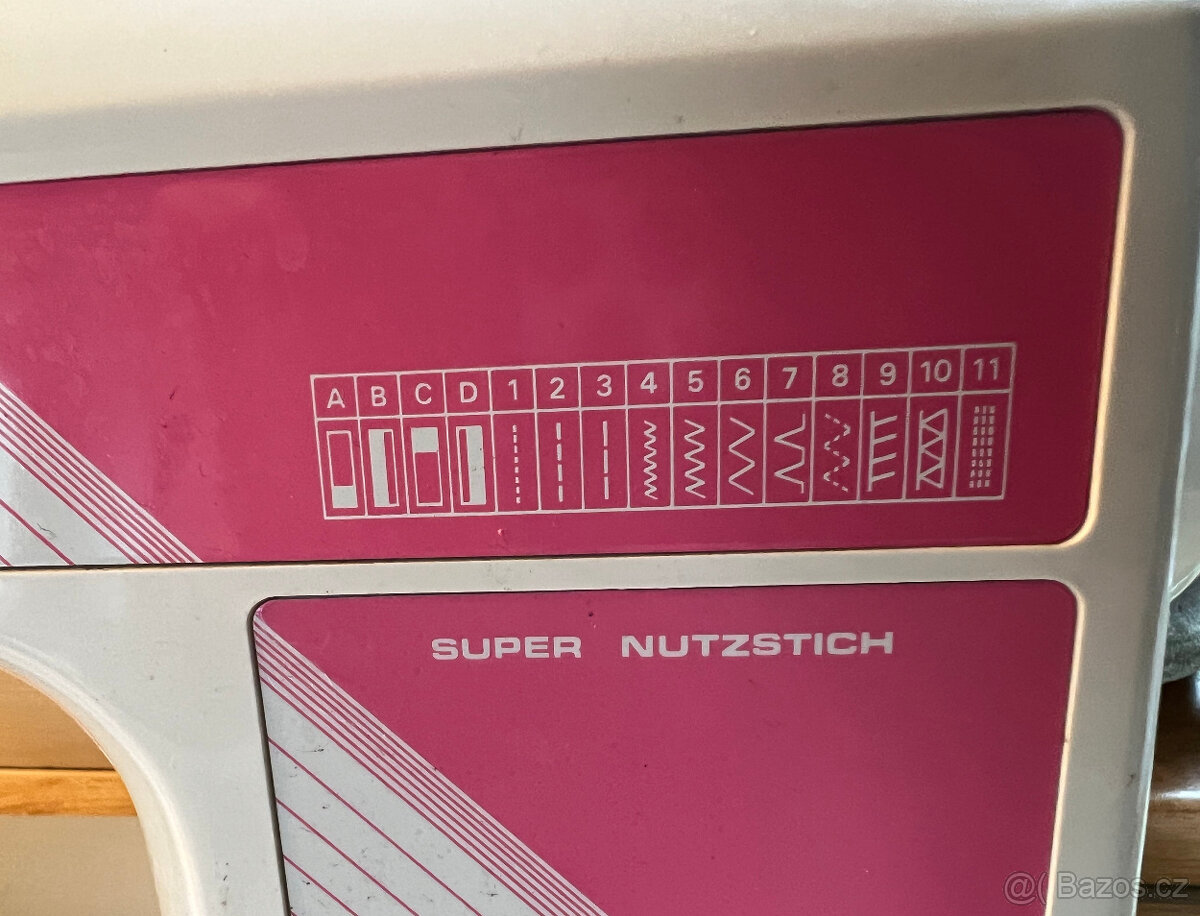 A B C D 1 2 3 4 5 6 7 8 9 10 11
SUPER NUTZSTICH
@( Bazos.cz